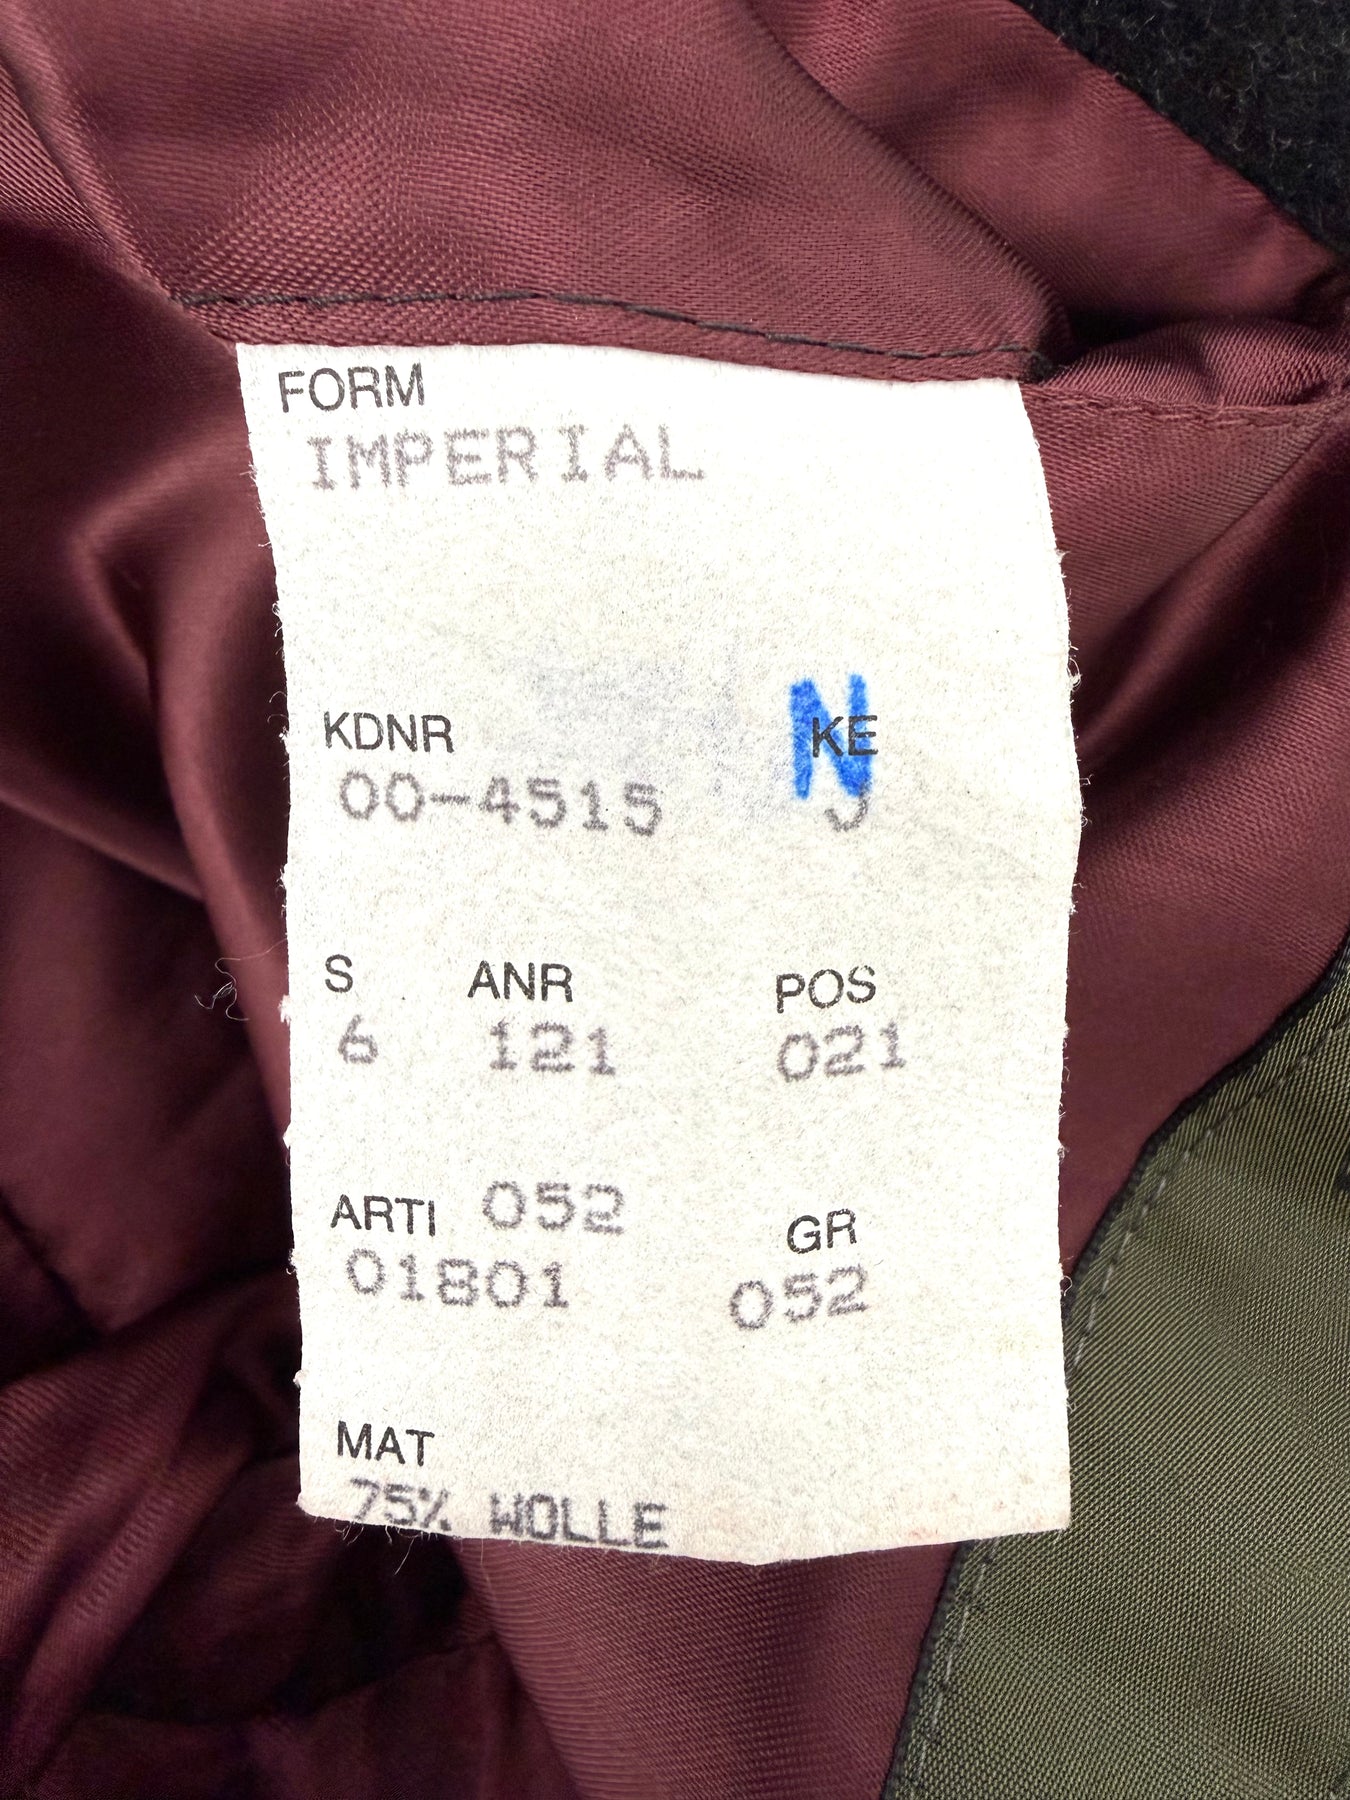 FORM
IMPERIAL
N
KDNR KE
00-4515 J
S ANR POS
6 121 021
ARTI 052 GR
01801 052
MAT
75% WOLLE